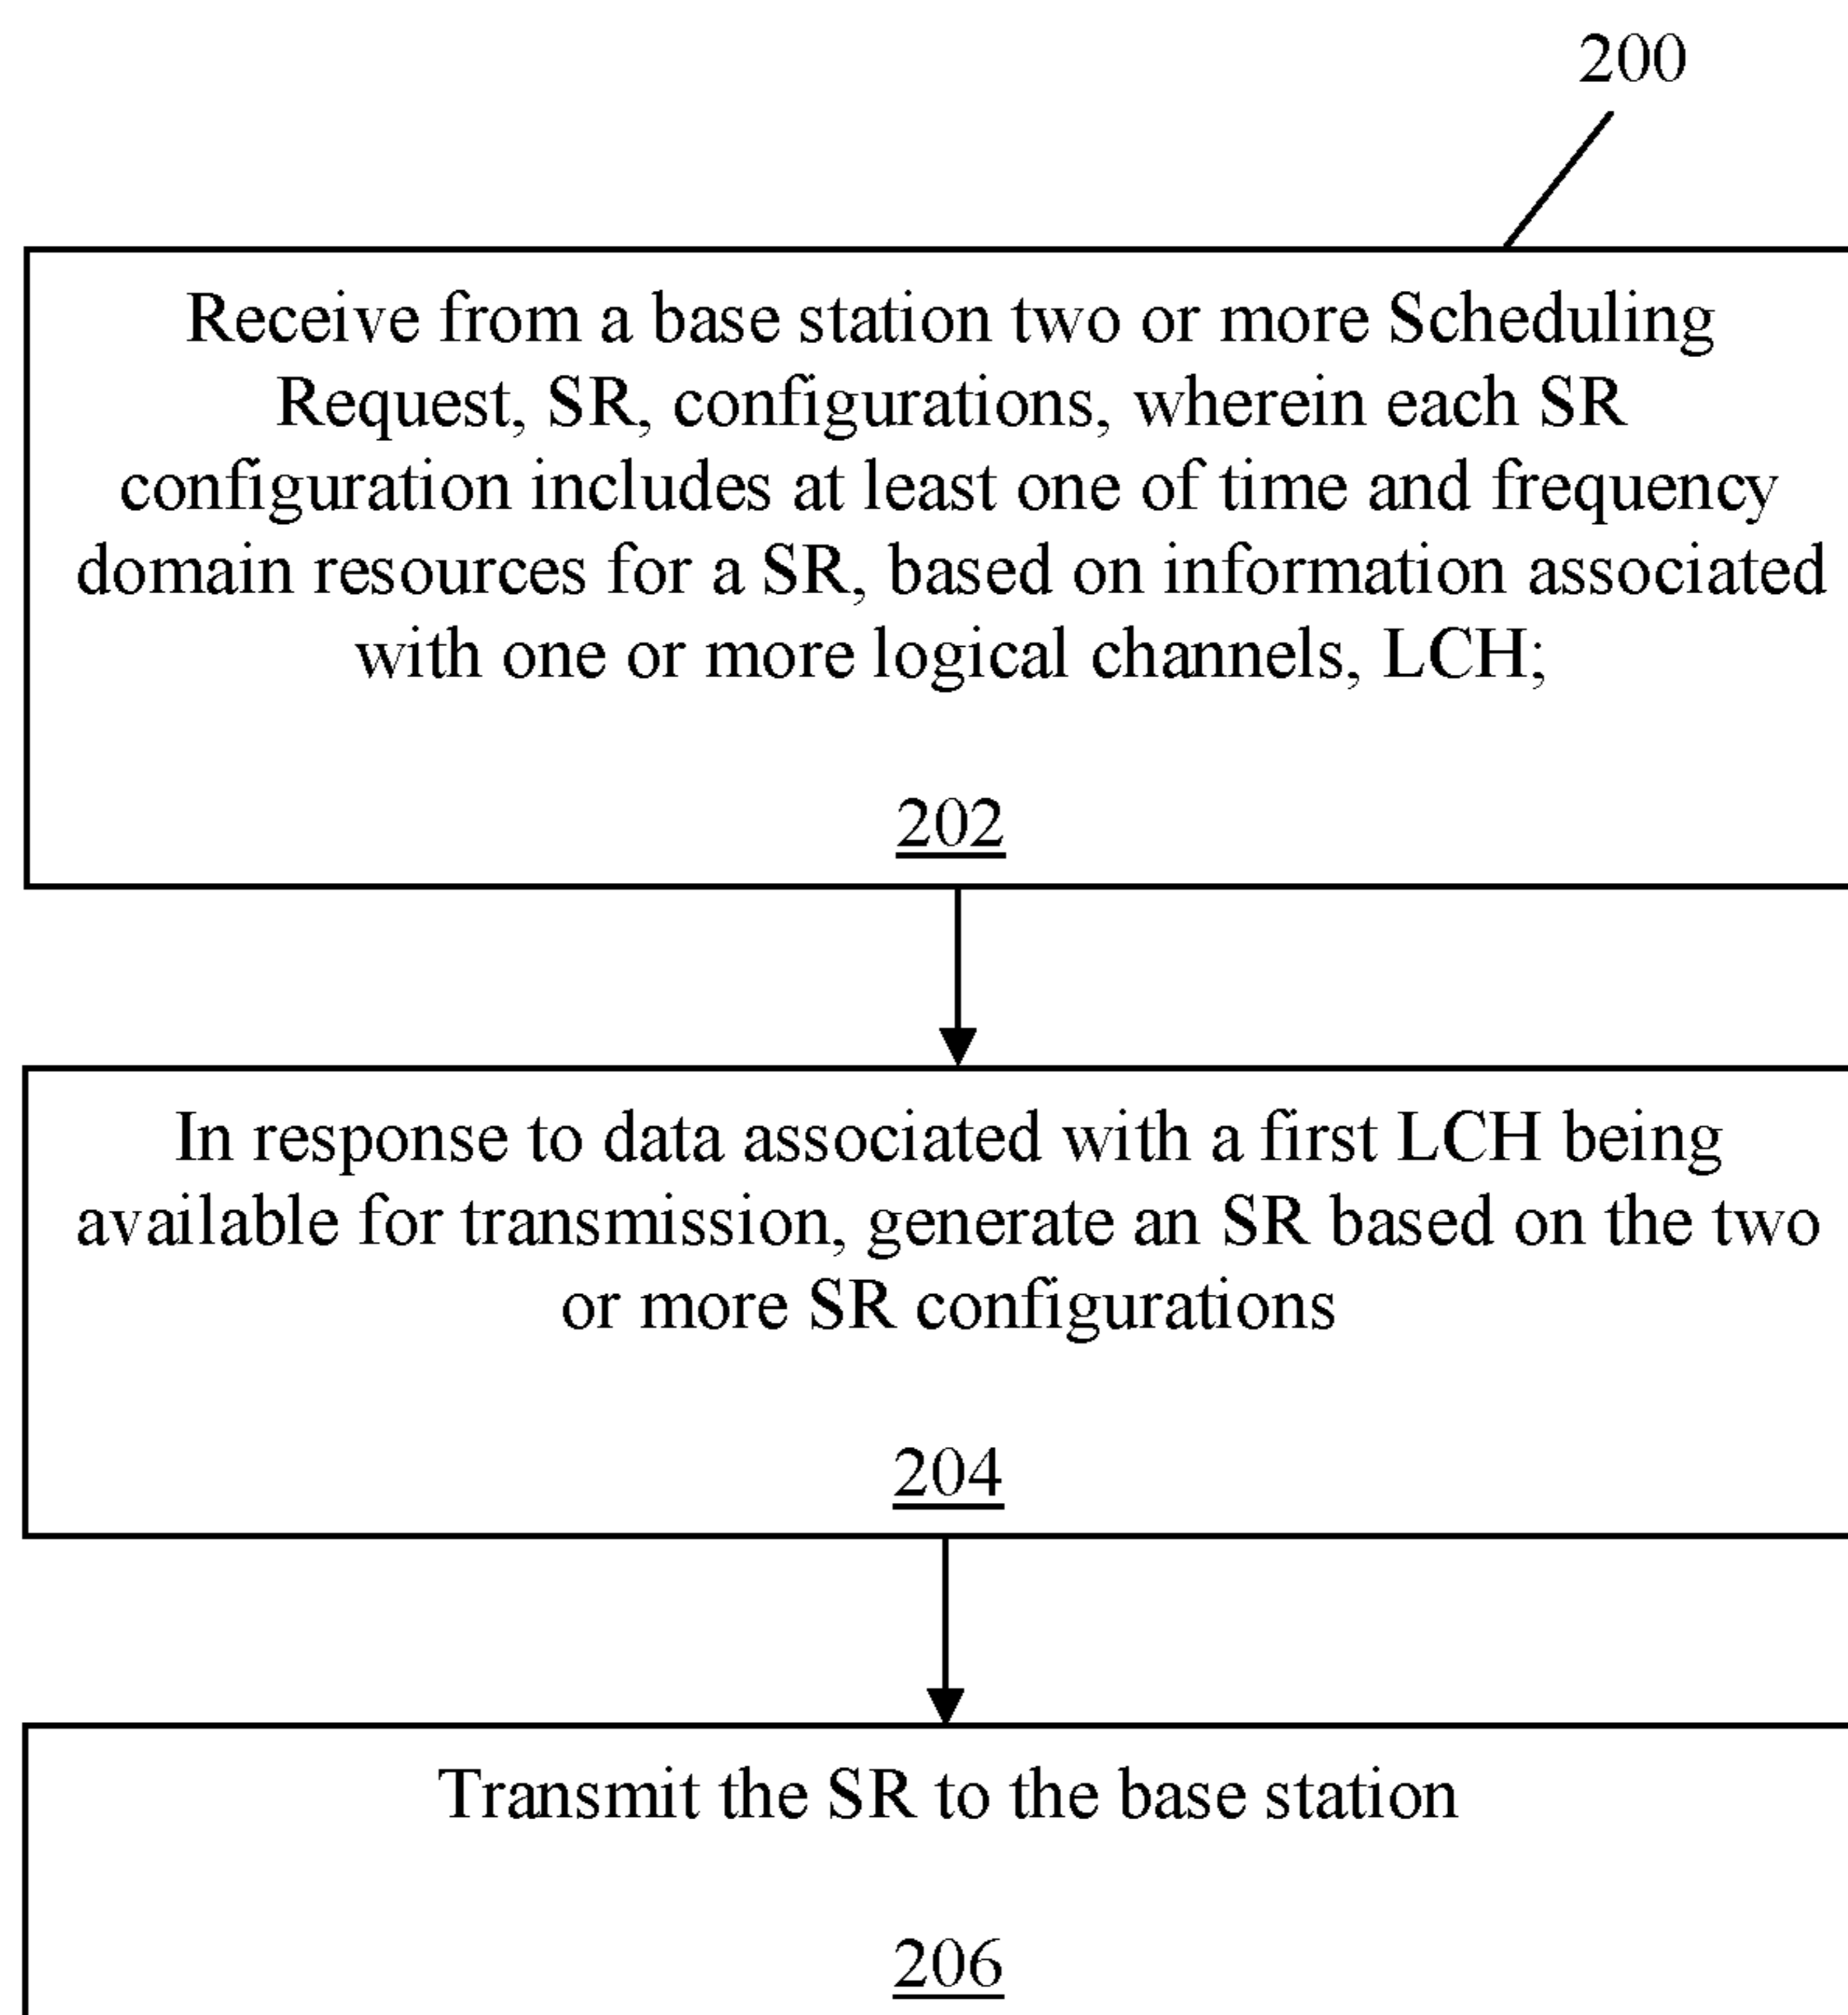 200
Receive from a base station two or more Scheduling
Request, SR, configurations, wherein each SR
configuration includes at least one of time and frequency
domain resources for a SR, based on information associated
with one or more logical channels, LCH;
202
In response to data associated with a first LCH being
available for transmission, generate an SR based on the two
or more SR configurations
204
Transmit the SR to the base station
206